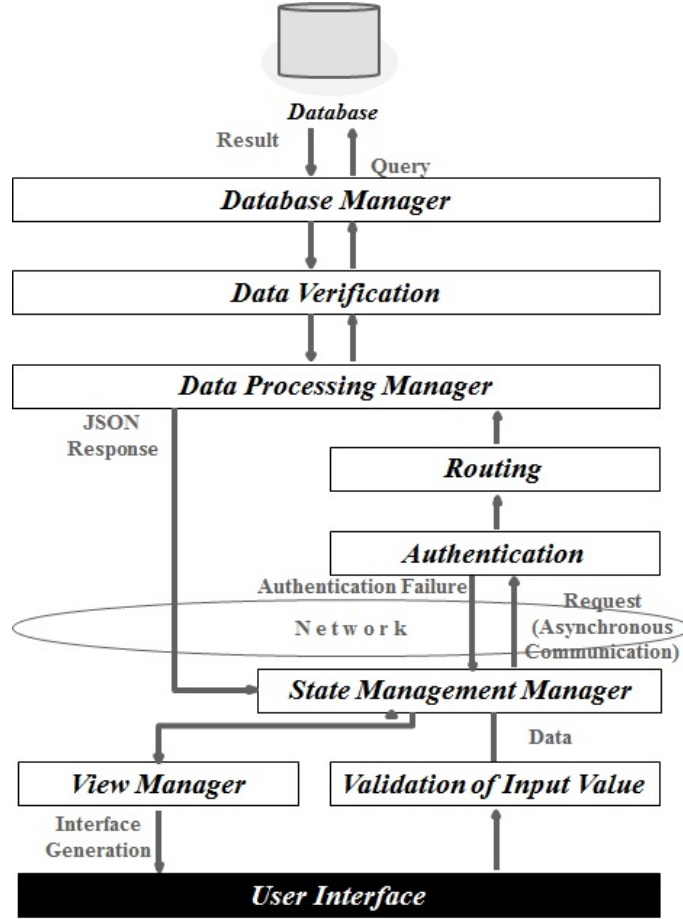 Database
Result
Query
Database Manager
Data Verification
Data Processing Manager
JSON
Response
Routing
Authentication
Authentication Failure
Request
(Asynchronous
Communication)
Network
State Management Manager
Data
View Manager
Validation of Input Value
Interface
Generation
User Interface